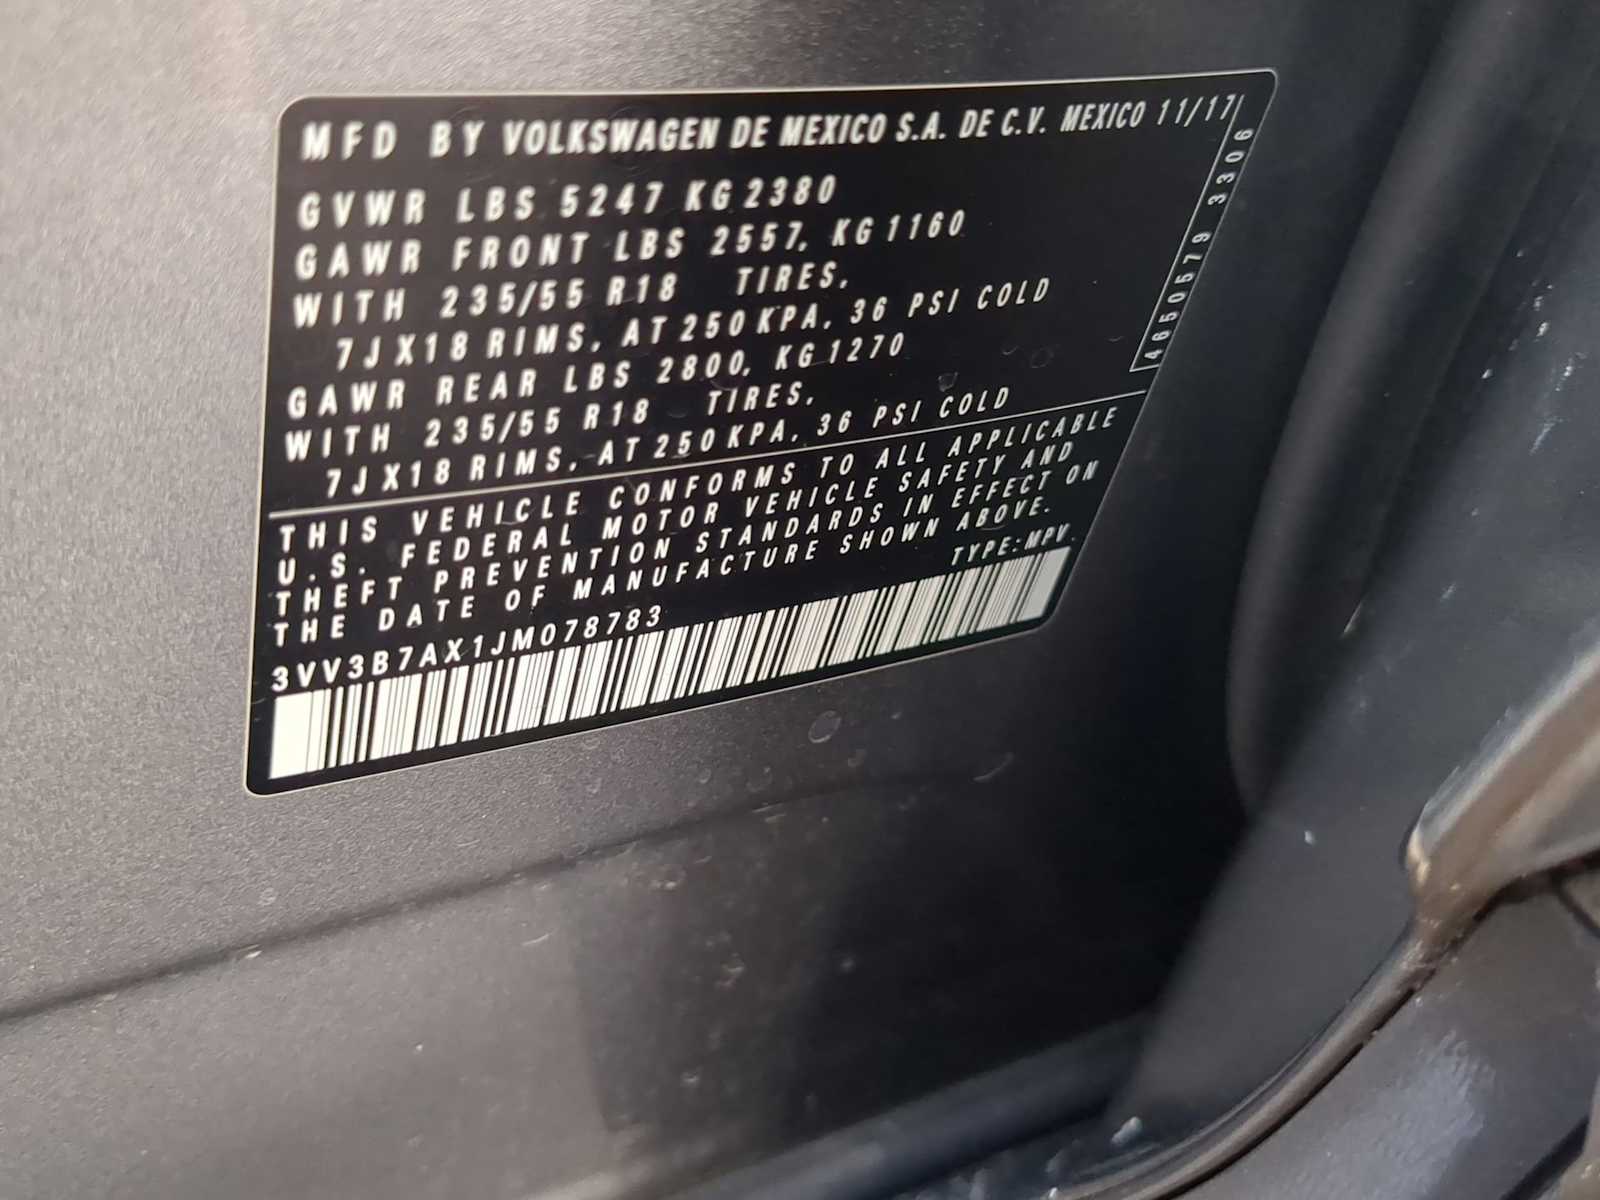 MFD BY VOLKSWAGEN DE MEXICO S.A. DE C.V. MEXICO 11/17
GVWR LBS 5247 KG 2380
GAWR FRONT LBS 2557, KG 1160
WITH 235/55 R18 TIRES,
7J X18 RIMS, AT 250 KPA, 36 PSI COLD
GAWR REAR LBS 2800, KG 1270
WITH 235/55 R18 TIRES,
7J X18 RIMS, AT 250 KPA, 36 PSI COLD
4650579 3306
THIS VEHICLE CONFORMS TO ALL APPLICABLE
U.S. FEDERAL MOTOR VEHICLE SAFETY AND
THEFT PREVENTION STANDARDS IN EFFECT ON
THE DATE OF MANUFACTURE SHOWN ABOVE.
TYPE:MPV.
3VV3B7AX1JM078783